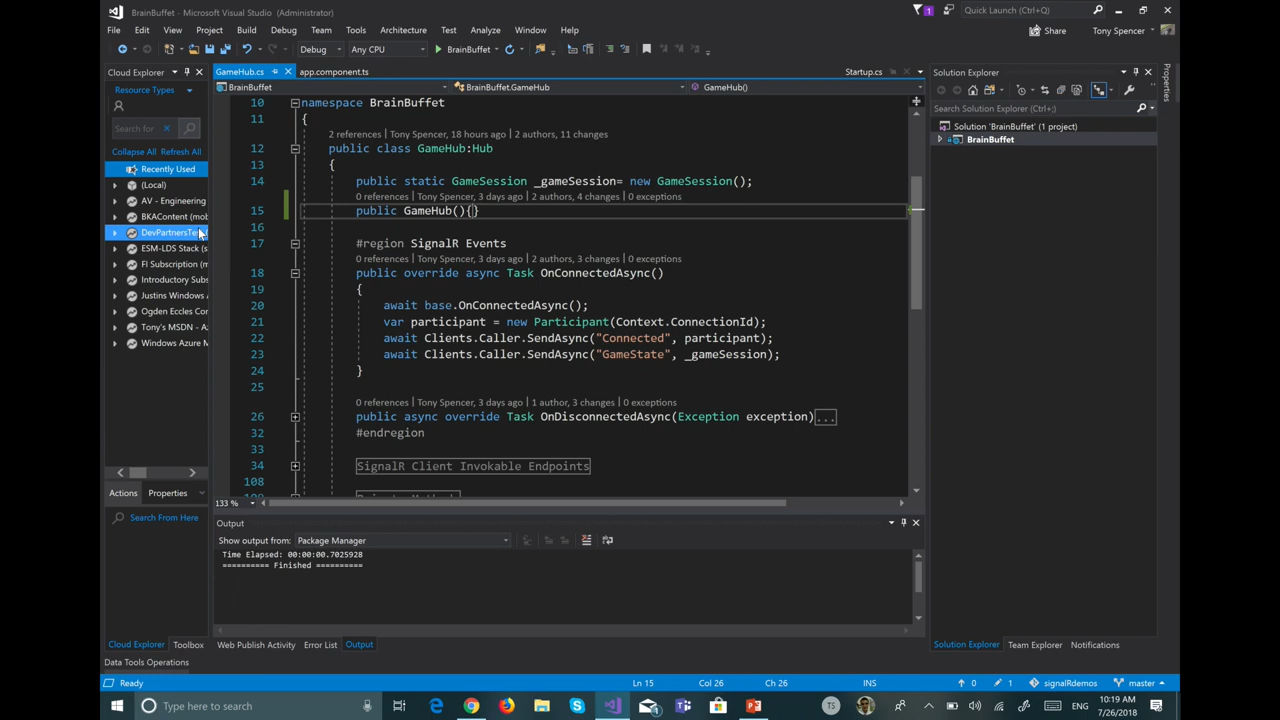 BrainBuffet - Microsoft Visual Studio (Administrator)
1
Quick Launch (Ctrl+Q)
File Edit View Project Build Debug Team Tools Architecture Test Analyze Window Help
Share
Tony Spencer
Debug Any CPU BrainBuffet
Cloud Explorer
GameHub.cs
app.component.ts
Startup.cs
Solution Explorer
Properties
Resource Types
BrainBuffet
BrainBuffet.GameHub
GameHub()
Search for
Search Solution Explorer (Ctrl+;)
Collapse All Refresh All
Solution 'BrainBuffet' (1 project)
BrainBuffet
Recently Used
(Local)
AV - Engineering
BKAContent (mob
DevPartnersTes
ESM-LDS Stack (s
FI Subscription (m
Introductory Subs
Justins Windows A
Ogden Eccles Con
Tony's MSDN - Az
Windows Azure M
10 namespace BrainBuffet
11 {
2 references | Tony Spencer, 18 hours ago | 2 authors, 11 changes
12 public class GameHub:Hub
13 {
14 public static GameSession _gameSession= new GameSession();
0 references | Tony Spencer, 3 days ago | 2 authors, 4 changes | 0 exceptions
15 public GameHub(){}
16
17 #region SignalR Events
0 references | Tony Spencer, 3 days ago | 2 authors, 3 changes | 0 exceptions
18 public override async Task OnConnectedAsync()
19 {
20 await base.OnConnectedAsync();
21 var participant = new Participant(Context.ConnectionId);
22 await Clients.Caller.SendAsync("Connected", participant);
23 await Clients.Caller.SendAsync("GameState", _gameSession);
24 }
25
0 references | Tony Spencer, 3 days ago | 1 author, 3 changes | 0 exceptions
26 public async override Task OnDisconnectedAsync(Exception exception)...
32 #endregion
33
34 SignalR Client Invokable Endpoints
108
133 %
Actions Properties
Search From Here
Output
Show output from: Package Manager
Time Elapsed: 00:00:00.7025928
========== Finished ==========
Cloud Explorer Toolbox
Web Publish Activity Error List Output
Solution Explorer Team Explorer Notifications
Data Tools Operations
Ready
Ln 15 Col 26 Ch 26 INS
0 1 signalRdemos master
Type here to search
TS
ENG
10:19 AM
7/26/2018